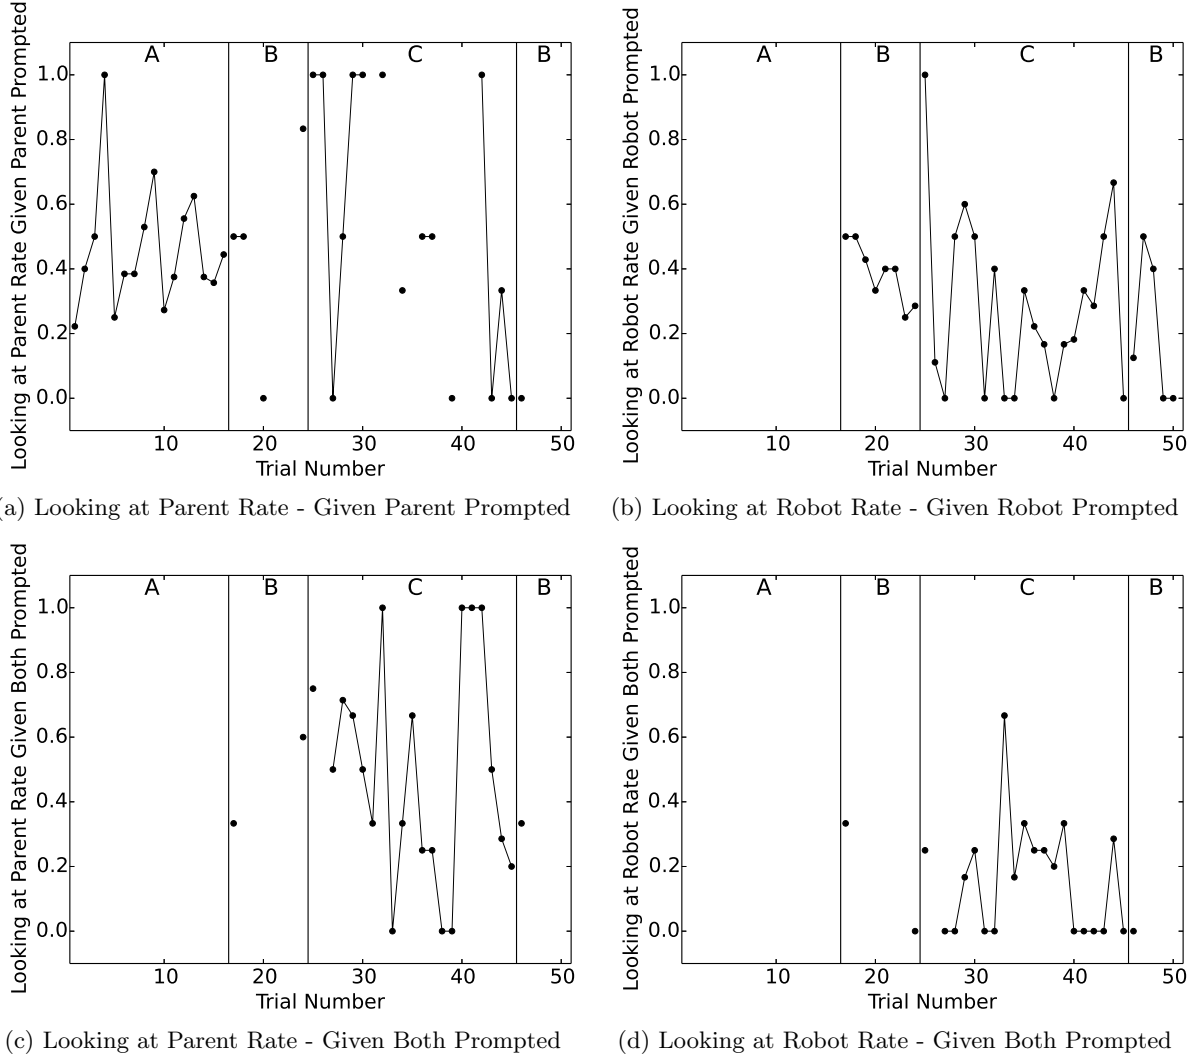 Looking at Parent Rate Given Parent Prompted
A B C B
1.0
0.8
0.6
0.4
0.2
0.0
10 20 30 40 50
Trial Number
a) Looking at Parent Rate - Given Parent Prompted
Looking at Robot Rate Given Robot Prompted
A B C B
1.0
0.8
0.6
0.4
0.2
0.0
10 20 30 40 50
Trial Number
(b) Looking at Robot Rate - Given Robot Prompted
Looking at Parent Rate Given Both Prompted
A B C B
1.0
0.8
0.6
0.4
0.2
0.0
10 20 30 40 50
Trial Number
(c) Looking at Parent Rate - Given Both Prompted
Looking at Robot Rate Given Both Prompted
A B C B
1.0
0.8
0.6
0.4
0.2
0.0
10 20 30 40 50
Trial Number
(d) Looking at Robot Rate - Given Both Prompted